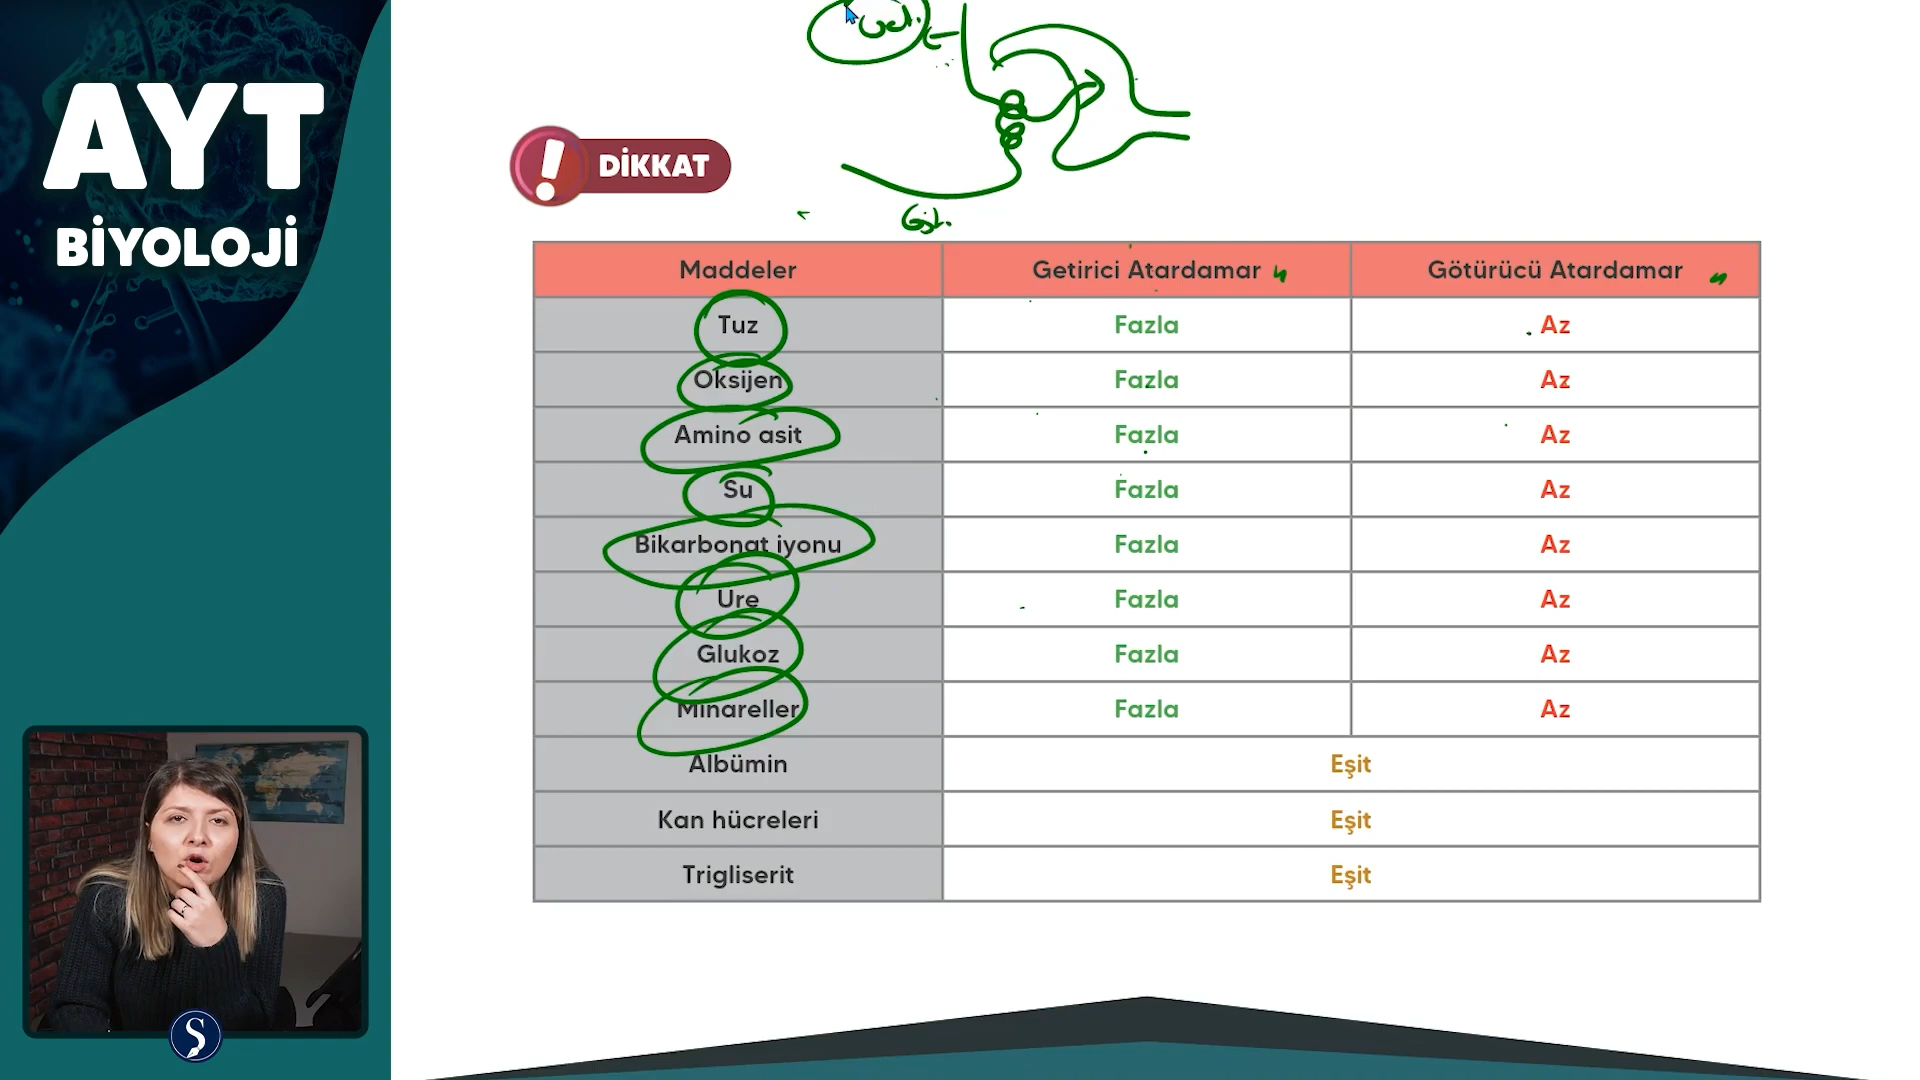 AYT
BİYOLOJİ
DİKKAT
Maddeler Getirici Atardamar Götürücü Atardamar
Tuz Fazla Az
Oksijen Fazla Az
Amino asit Fazla Az
Su Fazla Az
Bikarbonat iyonu Fazla Az
Üre Fazla Az
Glukoz Fazla Az
Minareller Fazla Az
Albümin Eşit
Kan hücreleri Eşit
Trigliserit Eşit
S